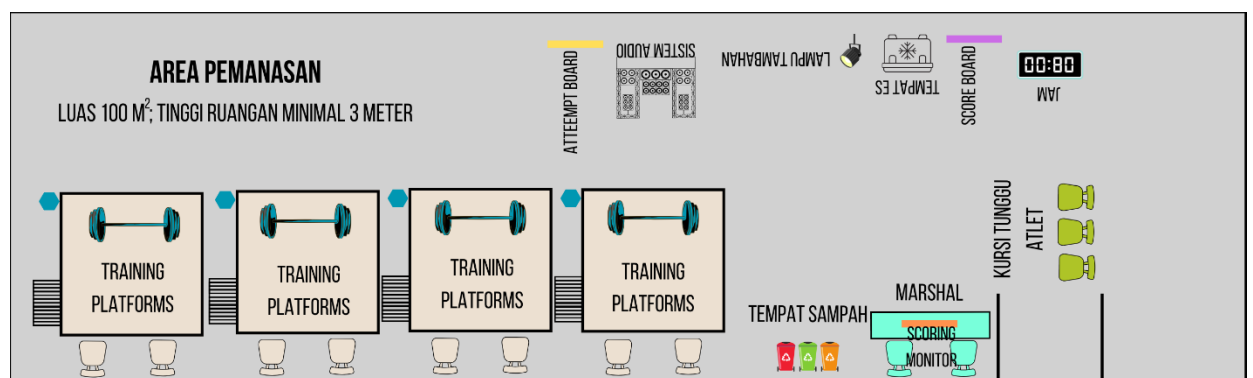 AREA PEMANASAN
LUAS 100 M²; TINGGI RUANGAN MINIMAL 3 METER
ATTEEMPT BOARD
SISTEM AUDIO
LAMPU TAMBAHAN
TEMPAT ES
SCORE BOARD
00:80
JAM
TRAINING
PLATFORMS
TRAINING
PLATFORMS
TRAINING
PLATFORMS
TRAINING
PLATFORMS
KURSI TUNGGU
ATLET
TEMPAT SAMPAH
MARSHAL
SCORING
MONITOR